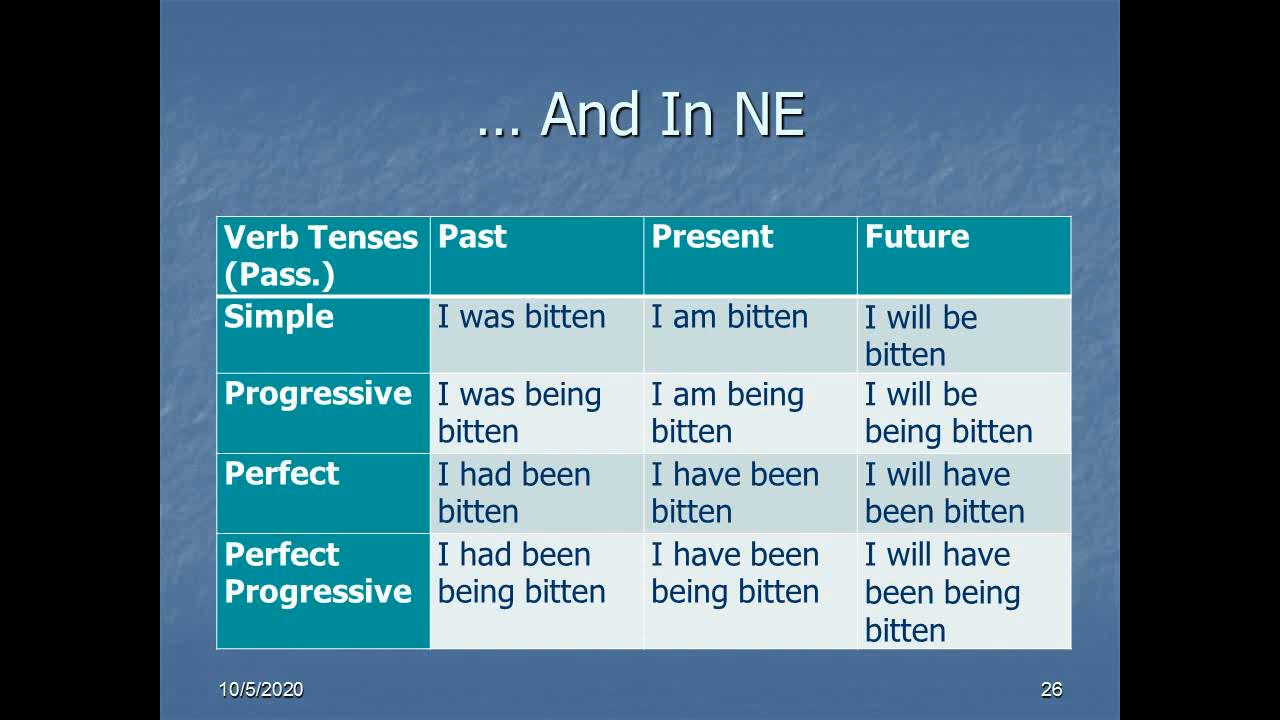 ... And In NE
Verb Tenses (Pass.) Past Present Future
Simple I was bitten I am bitten I will be bitten
Progressive I was being bitten I am being bitten I will be being bitten
Perfect I had been bitten I have been bitten I will have been bitten
Perfect Progressive I had been being bitten I have been being bitten I will have been being bitten
10/5/2020 26